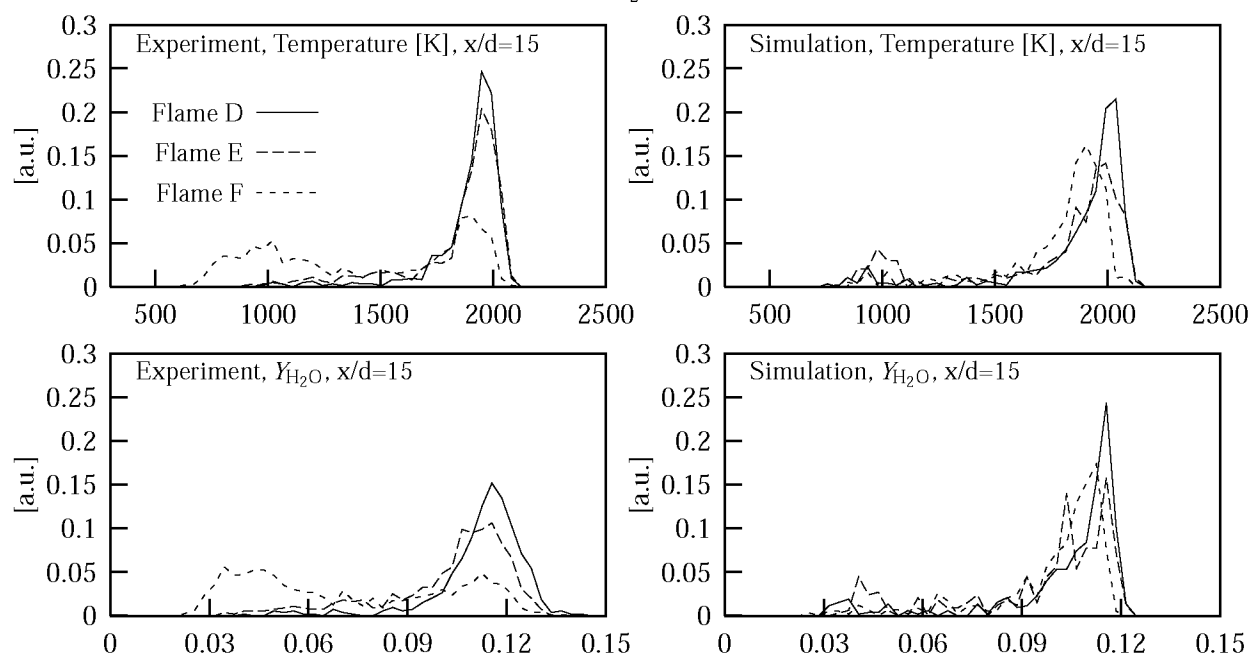 2
0.3
Experiment, Temperature [K], x/d=15
0.25
Flame D
0.2
Flame E
0.15
Flame F
0.1
0.05
0
[a.u.]
500 1000 1500 2000 2500
0.3
Simulation, Temperature [K], x/d=15
0.25
0.2
0.15
0.1
0.05
0
[a.u.]
500 1000 1500 2000 2500
0.3
Experiment, Y_H₂O, x/d=15
0.25
0.2
0.15
0.1
0.05
0
[a.u.]
0 0.03 0.06 0.09 0.12 0.15
0.3
Simulation, Y_H₂O, x/d=15
0.25
0.2
0.15
0.1
0.05
0
[a.u.]
0 0.03 0.06 0.09 0.12 0.15